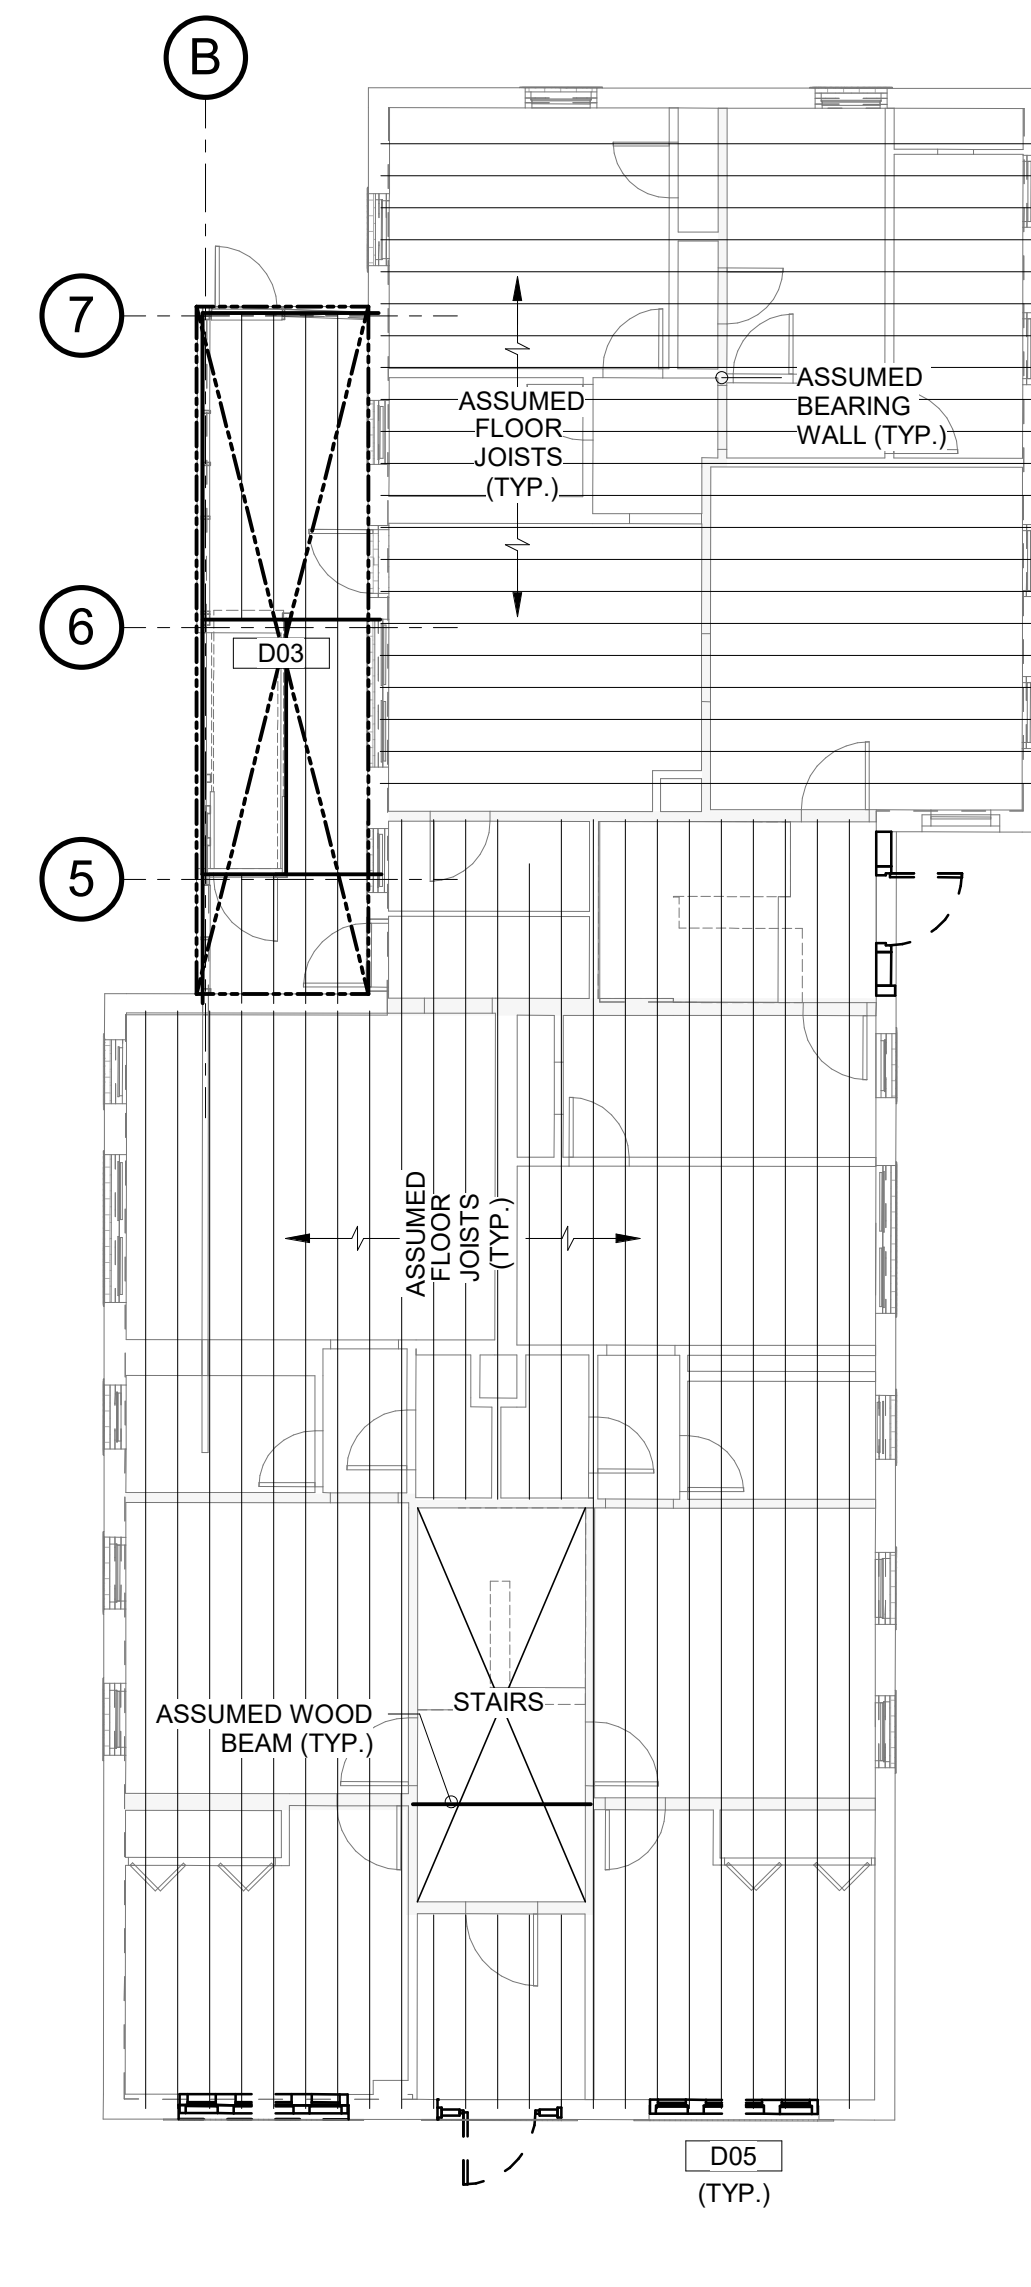 B
7
ASSUMED
FLOOR
JOISTS
(TYP.)
ASSUMED
BEARING
WALL (TYP.)
6
D03
5
ASSUMED
FLOOR
JOISTS
(TYP.)
STAIRS
ASSUMED WOOD
BEAM (TYP.)
D05
(TYP.)